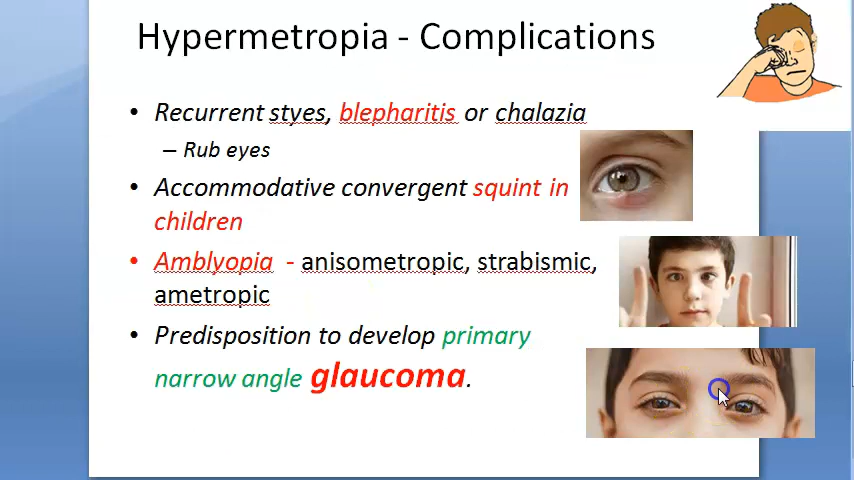 Hypermetropia - Complications
• Recurrent styes, blepharitis or chalazia
– Rub eyes
• Accommodative convergent squint in
children
• Amblyopia - anisometropic, strabismic,
ametropic
• Predisposition to develop primary
narrow angle glaucoma.